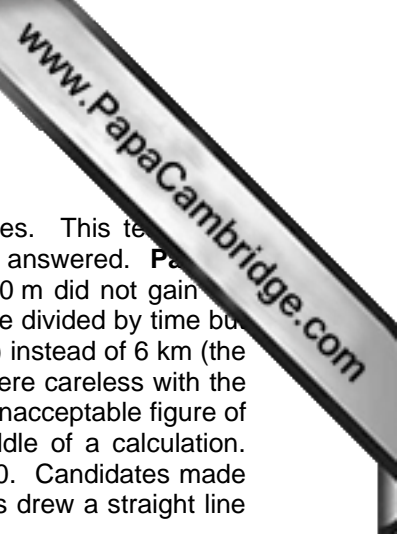 www.PapaCambridge.com
es. This te
answered. Pa
0 m did not gain
e divided by time bu
) instead of 6 km (the
ere careless with the
nacceptable figure of
ddle of a calculation.
0. Candidates made
s drew a straight line